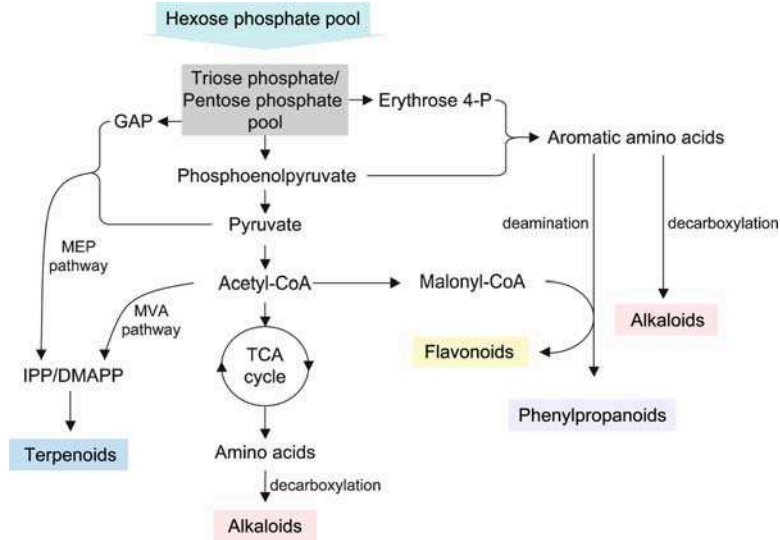 Hexose phosphate pool
Triose phosphate/
Pentose phosphate
pool
Erythrose 4-P
GAP
Aromatic amino acids
Phosphoenolpyruvate
Pyruvate
deamination
decarboxylation
MEP
pathway
Acetyl-CoA
Malonyl-CoA
MVA
pathway
Alkaloids
Flavonoids
TCA
cycle
IPP/DMAPP
Phenylpropanoids
Terpenoids
Amino acids
decarboxylation
Alkaloids